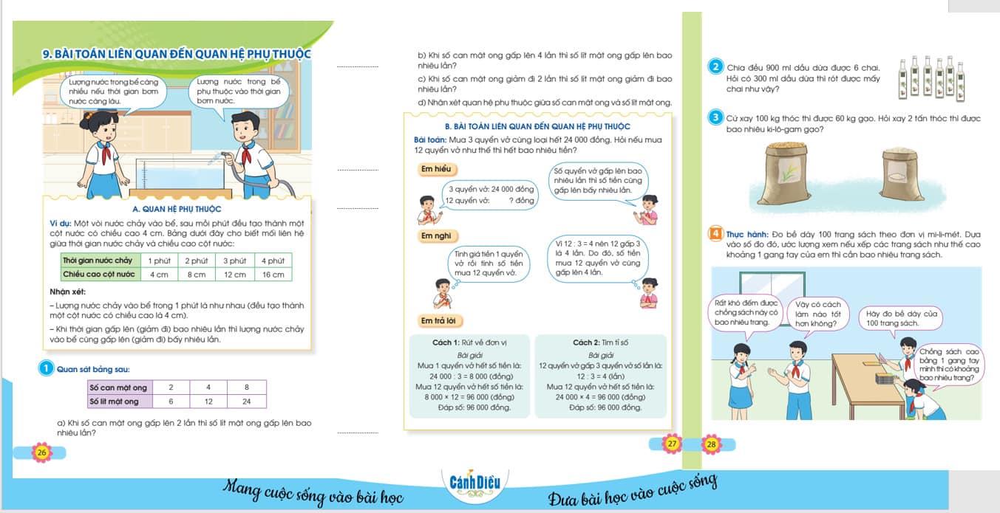 9. BÀI TOÁN LIÊN QUAN ĐẾN QUAN HỆ PHỤ THUỘC
Lượng nước trong bể càng
nhiều nếu thời gian bơm
nước càng lâu.
Lượng nước trong bể
phụ thuộc vào thời gian
bơm nước.
A. QUAN HỆ PHỤ THUỘC
Ví dụ: Một vòi nước chảy vào bể, sau mỗi phút đều tạo thành một
cột nước có chiều cao 4 cm. Bảng dưới đây cho biết mối liên hệ
giữa thời gian nước chảy và chiều cao cột nước:
Thời gian nước chảy 1 phút 2 phút 3 phút 4 phút
Chiều cao cột nước 4 cm 8 cm 12 cm 16 cm
Nhận xét:
– Lượng nước chảy vào bể trong 1 phút là như nhau (đều tạo thành
một cột nước có chiều cao là 4 cm).
– Khi thời gian gấp lên (giảm đi) bao nhiêu lần thì lượng nước chảy
vào bể cũng gấp lên (giảm đi) bấy nhiêu lần.
1 Quan sát bảng sau:
Số can mật ong 2 4 8
Số lít mật ong 6 12 24
a) Khi số can mật ong gấp lên 2 lần thì số lít mật ong gấp lên bao
nhiêu lần?
26
b) Khi số can mật ong gấp lên 4 lần thì số lít mật ong gấp lên bao
nhiêu lần?
c) Khi số can mật ong giảm đi 2 lần thì số lít mật ong giảm đi bao
nhiêu lần?
d) Nhận xét quan hệ phụ thuộc giữa số can mật ong và số lít mật ong.
B. BÀI TOÁN LIÊN QUAN ĐẾN QUAN HỆ PHỤ THUỘC
Bài toán: Mua 3 quyển vở cùng loại hết 24 000 đồng. Hỏi nếu mua
12 quyển vở như thế thì hết bao nhiêu tiền?
Em hiểu
3 quyển vở: 24 000 đồng
12 quyển vở: ? đồng
Số quyển vở gấp lên bao
nhiêu lần thì số tiền cũng
gấp lên bấy nhiêu lần.
Em nghĩ
Tính giá tiền 1 quyển
vở rồi tính số tiền
mua 12 quyển vở.
Vì 12 : 3 = 4 nên 12 gấp 3
là 4 lần. Do đó, số tiền
mua 12 quyển vở cũng
gấp lên 4 lần.
Em trả lời
Cách 1: Rút về đơn vị
Bài giải
Mua 1 quyển vở hết số tiền là:
24 000 : 3 = 8 000 (đồng)
Mua 12 quyển vở hết số tiền là:
8 000 × 12 = 96 000 (đồng)
Đáp số: 96 000 đồng.
Cách 2: Tìm tỉ số
Bài giải
12 quyển vở gấp 3 quyển vở số lần là:
12 : 3 = 4 (lần)
Mua 12 quyển vở hết số tiền là:
24 000 × 4 = 96 000 (đồng)
Đáp số: 96 000 đồng.
27
2 Chia đều 900 ml dầu dừa được 6 chai.
Hỏi có 300 ml dầu dừa thì rót được mấy
chai như vậy?
3 Cứ xay 100 kg thóc thì được 60 kg gạo. Hỏi xay 2 tấn thóc thì được
bao nhiêu ki-lô-gam gạo?
4 Thực hành: Đo bề dày 100 trang sách theo đơn vị mi-li-mét. Dựa
vào số đo đó, ước lượng xem nếu xếp các trang sách như thế cao
khoảng 1 gang tay của em thì cần bao nhiêu trang sách.
Rất khó đếm được
chồng sách này có
bao nhiêu trang.
Vậy có cách
làm nào tốt
hơn không?
Hãy đo bề dày của
100 trang sách.
Chồng sách cao
bằng 1 gang tay
mình thì có khoảng
bao nhiêu trang?
28
Mang cuộc sống vào bài học
Cánh Diều
Đưa bài học vào cuộc sống